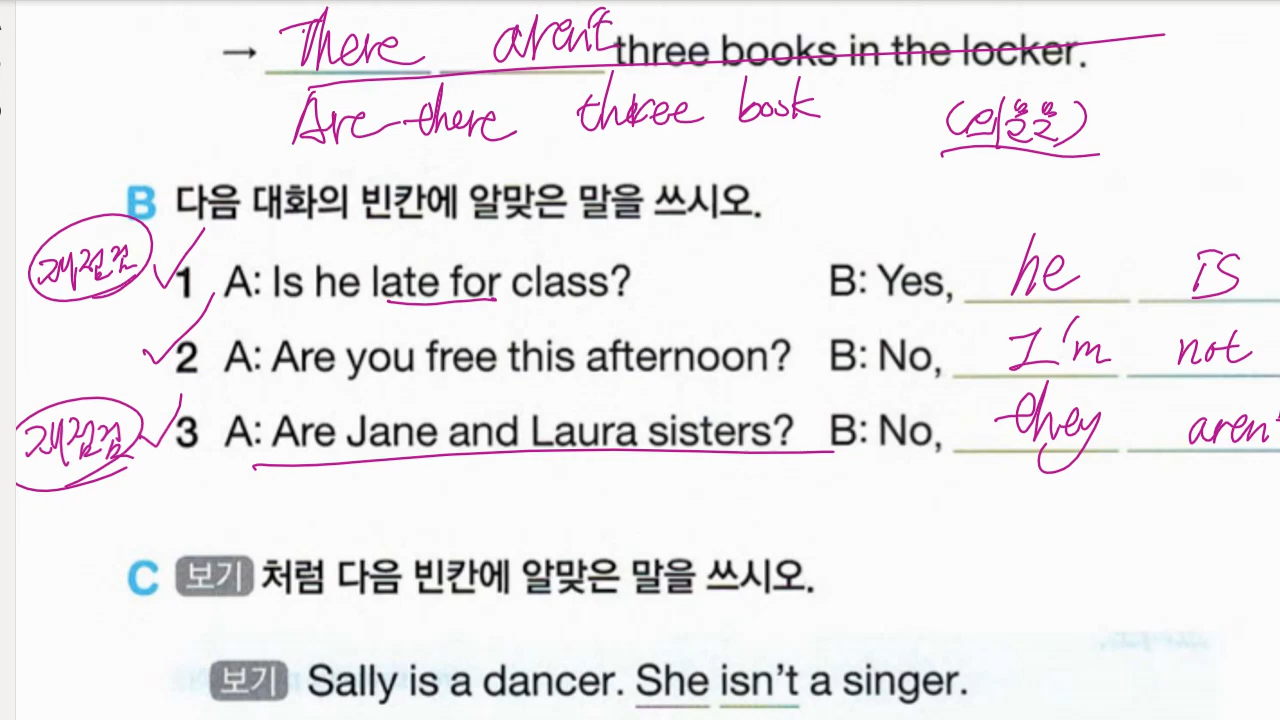 → There aren't three books in the locker.
Are there three book (의문문)
B 다음 대화의 빈칸에 알맞은 말을 쓰시오.
재점검 1 A: Is he late for class? B: Yes, he is
2 A: Are you free this afternoon? B: No, I'm not
재점검 3 A: Are Jane and Laura sisters? B: No, they aren't
C 보기 처럼 다음 빈칸에 알맞은 말을 쓰시오.
보기 Sally is a dancer. She isn't a singer.